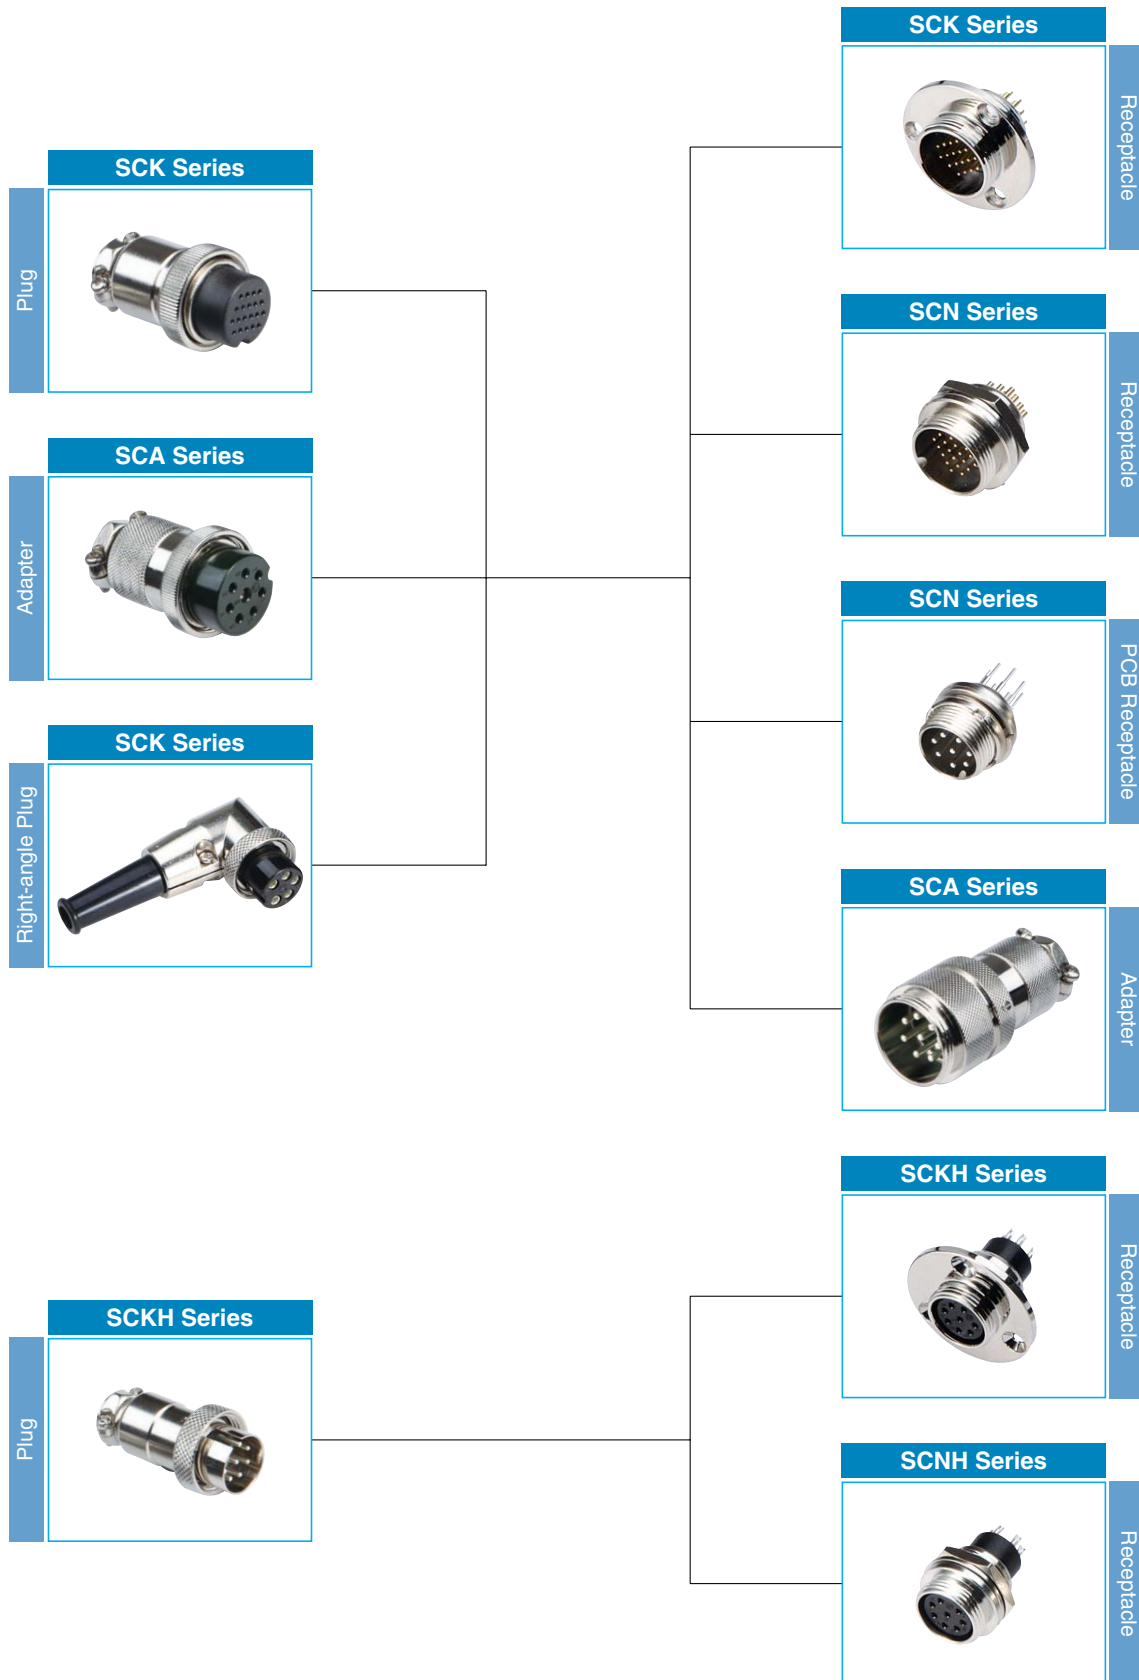 SCK Series
Receptacle
SCK Series
Plug
SCN Series
Receptacle
SCA Series
Adapter
SCN Series
PCB Receptacle
SCK Series
Right-angle Plug
SCA Series
Adapter
SCKH Series
Receptacle
SCKH Series
Plug
SCNH Series
Receptacle